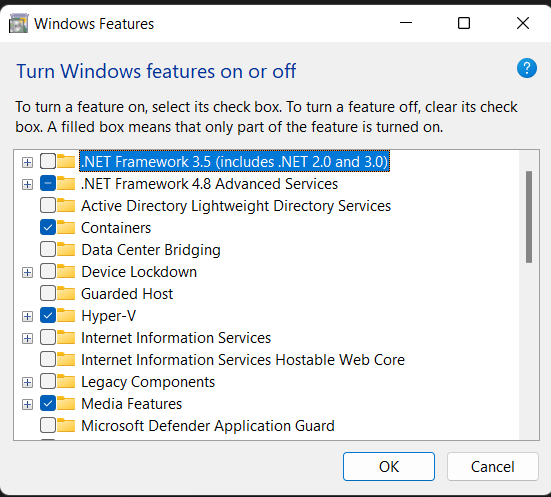 Windows Features
Turn Windows features on or off
To turn a feature on, select its check box. To turn a feature off, clear its check
box. A filled box means that only part of the feature is turned on.
.NET Framework 3.5 (includes .NET 2.0 and 3.0)
.NET Framework 4.8 Advanced Services
Active Directory Lightweight Directory Services
Containers
Data Center Bridging
Device Lockdown
Guarded Host
Hyper-V
Internet Information Services
Internet Information Services Hostable Web Core
Legacy Components
Media Features
Microsoft Defender Application Guard
OK
Cancel